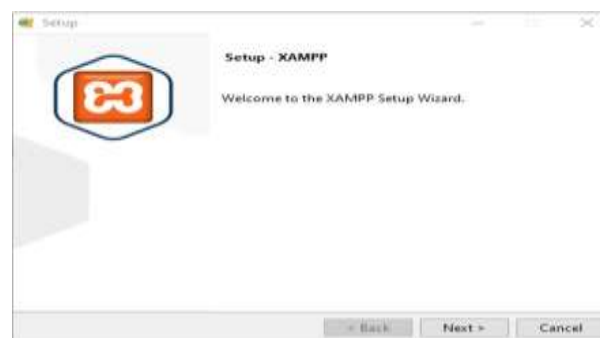 Setup
Setup - XAMPP
Welcome to the XAMPP Setup Wizard.
< Back
Next >
Cancel